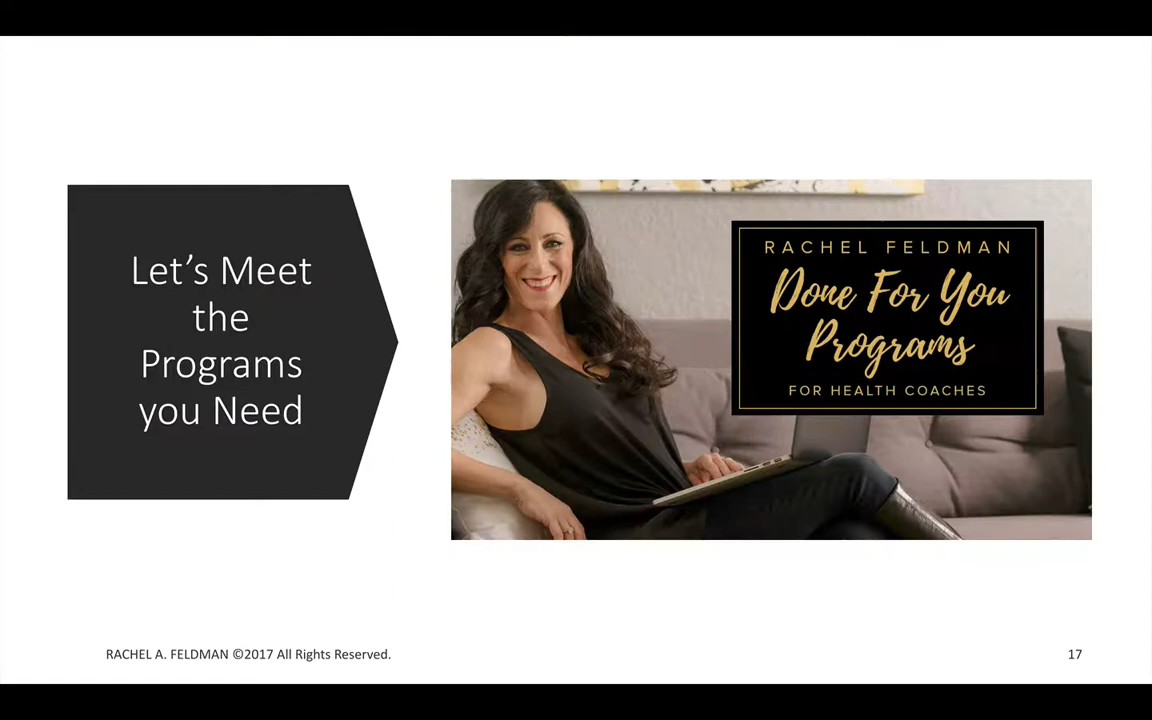 Let’s Meet
the
Programs
you Need
RACHEL FELDMAN
Done For You
Programs
FOR HEALTH COACHES
RACHEL A. FELDMAN ©2017 All Rights Reserved.
17